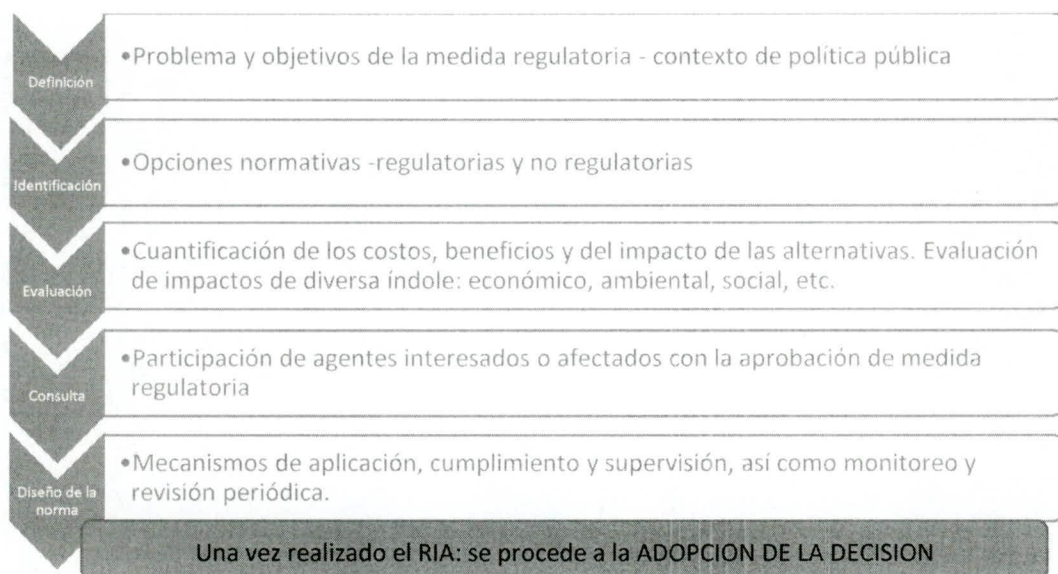 Definición
•Problema y objetivos de la medida regulatoria - contexto de política pública
Identificación
•Opciones normativas -regulatorias y no regulatorias
Evaluación
•Cuantificación de los costos, beneficios y del impacto de las alternativas. Evaluación
de impactos de diversa índole: económico, ambiental, social, etc.
Consulta
•Participación de agentes interesados o afectados con la aprobación de medida
regulatoria
Diseño de la
norma
•Mecanismos de aplicación, cumplimiento y supervisión, así como monitoreo y
revisión periódica.
Una vez realizado el RIA: se procede a la ADOPCION DE LA DECISION